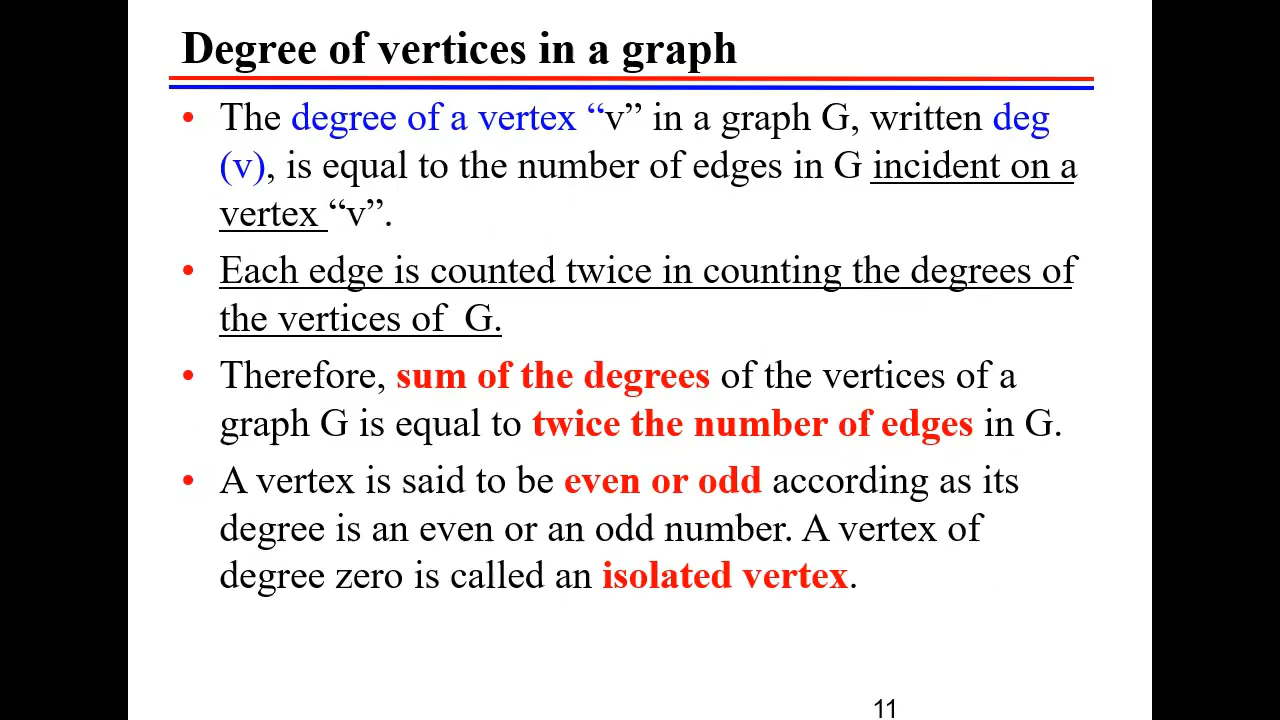 Degree of vertices in a graph
• The degree of a vertex “v” in a graph G, written deg
(v), is equal to the number of edges in G incident on a
vertex “v”.
• Each edge is counted twice in counting the degrees of
the vertices of  G.
• Therefore, sum of the degrees of the vertices of a
graph G is equal to twice the number of edges in G.
• A vertex is said to be even or odd according as its
degree is an even or an odd number. A vertex of
degree zero is called an isolated vertex.
11